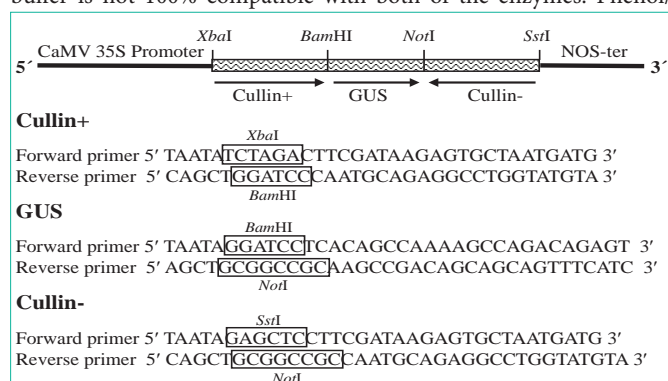 buffer is not 100% compatible with both of the enzymes. Phenol/
XbaI BamHI NotI SstI
CaMV 35S Promoter NOS-ter
5´ 3´
Cullin+ GUS Cullin-
Cullin+
XbaI
Forward primer 5′ TAATATCTAGACTTCGATAAGAGTGCTAATGATG 3′
Reverse primer 5′ CAGCTGGATCCCAATGCAGAGGCCTGGTATGTA 3′
BamHI
GUS
BamHI
Forward primer 5′ TAATAGGATCCTCACAGCCAAAAGCCAGACAGAGT 3′
Reverse primer 5′ AGCTGCGGCCGCAAGCCGACAGCAGCAGTTTCATC 3′
NotI
Cullin-
SstI
Forward primer 5′ TAATAGAGCTCCTTCGATAAGAGTGCTAATGATG 3′
Reverse primer 5′ CAGCTGCGGCCGCCAATGCAGAGGCCTGGTATGTA 3′
NotI